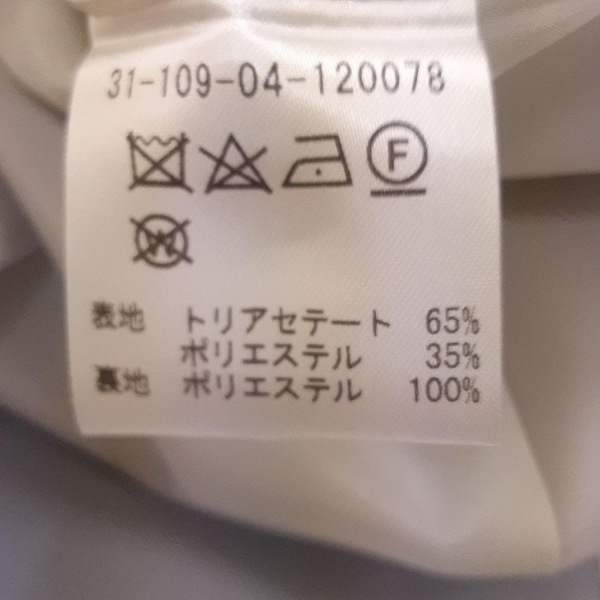 31-109-04-120078
F
W
表地 トリアセテート 65%
ポリエステル 35%
裏地 ポリエステル 100%